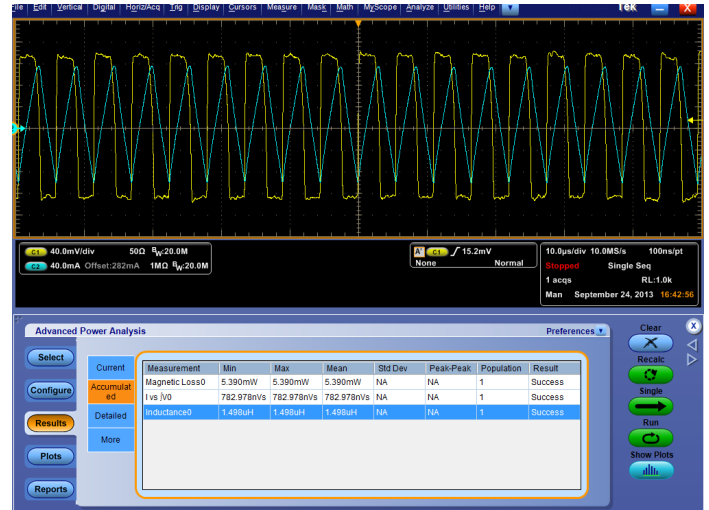 File Edit Vertical Digital Horiz/Acq Trig Display Cursors Measure Mask Math MyScope Analyze Utilities Help Tek X
C1 40.0mV/div 50Ω BW:20.0M
C2 40.0mA Offset:282mA 1MΩ BW:20.0M
A' C1 / 15.2mV
None Normal
10.0µs/div 10.0MS/s 100ns/pt
Stopped Single Seq
1 acqs RL:1.0k
Man September 24, 2013 16:42:56
Advanced Power Analysis Preferences
Clear X
Select
Configure
Results
Plots
Reports
Current
Accumulat
ed
Detailed
More
Measurement Min Max Mean Std Dev Peak-Peak Population Result
Magnetic Loss0 5.390mW 5.390mW 5.390mW NA NA 1 Success
I vs ∫V0 782.978nVs 782.978nVs 782.978nVs NA NA 1 Success
Inductance0 1.498uH 1.498uH 1.498uH NA NA 1 Success
Recalc
Single
Run
Show Plots